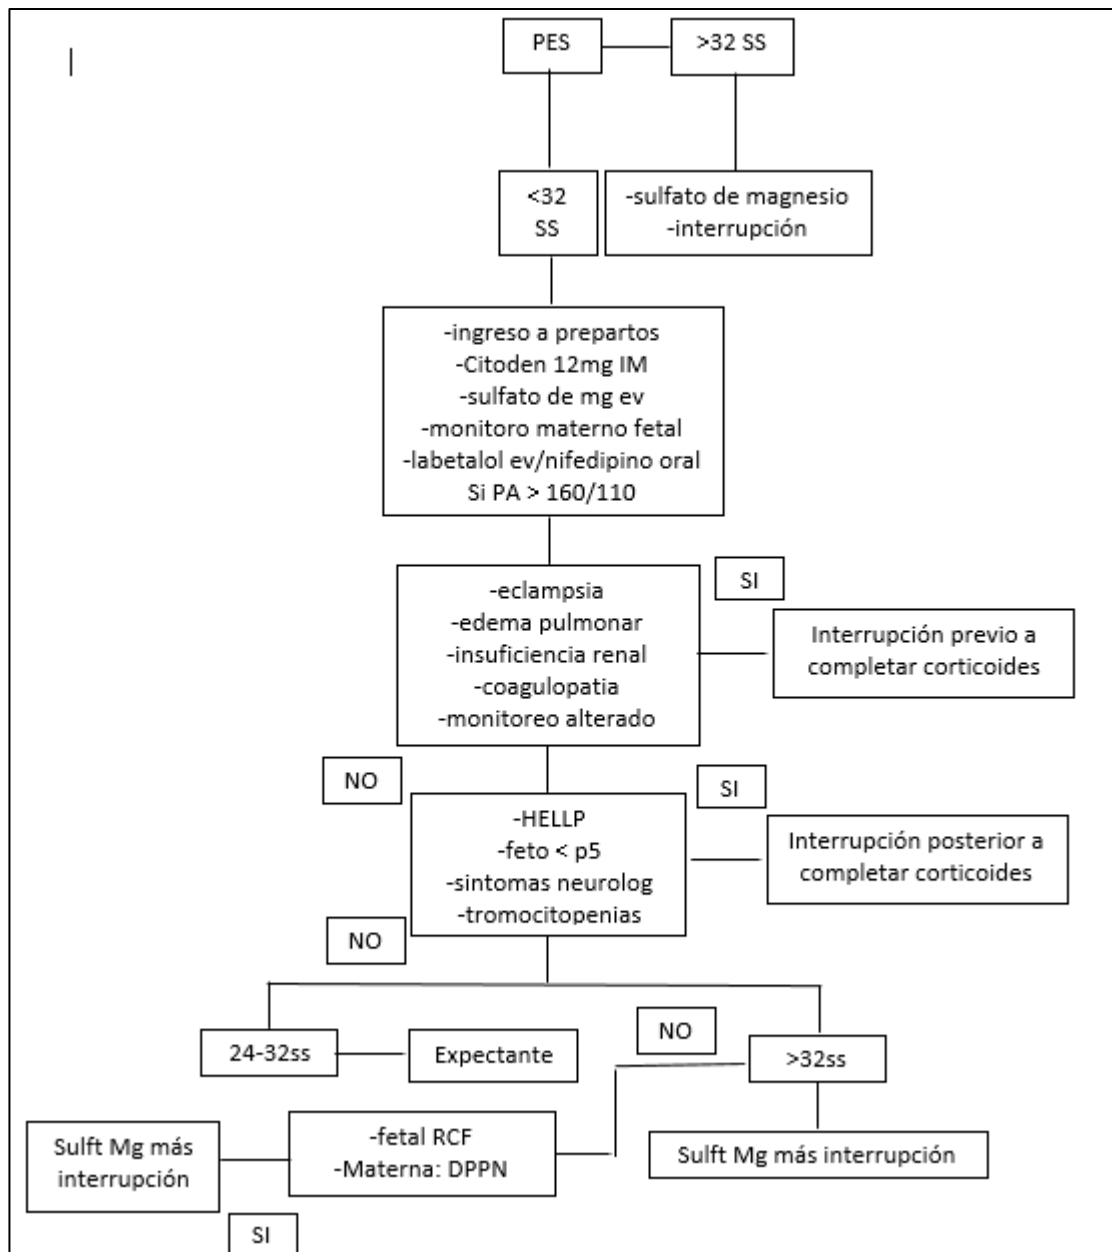 PES
>32 SS
<32
SS
-sulfato de magnesio
-interrupción
-ingreso a prepartos
-Citoden 12mg IM
-sulfato de mg ev
-monitoro materno fetal
-labetalol ev/nifedipino oral
Si PA > 160/110
-eclampsia
-edema pulmonar
-insuficiencia renal
-coagulopatia
-monitoreo alterado
SI
Interrupción previo a
completar corticoides
NO
-HELLP
-feto < p5
-sintomas neurolog
-tromocitopenias
SI
Interrupción posterior a
completar corticoides
NO
24-32ss
Expectante
NO
>32ss
Sulft Mg más
interrupción
-fetal RCF
-Materna: DPPN
Sulft Mg más interrupción
SI